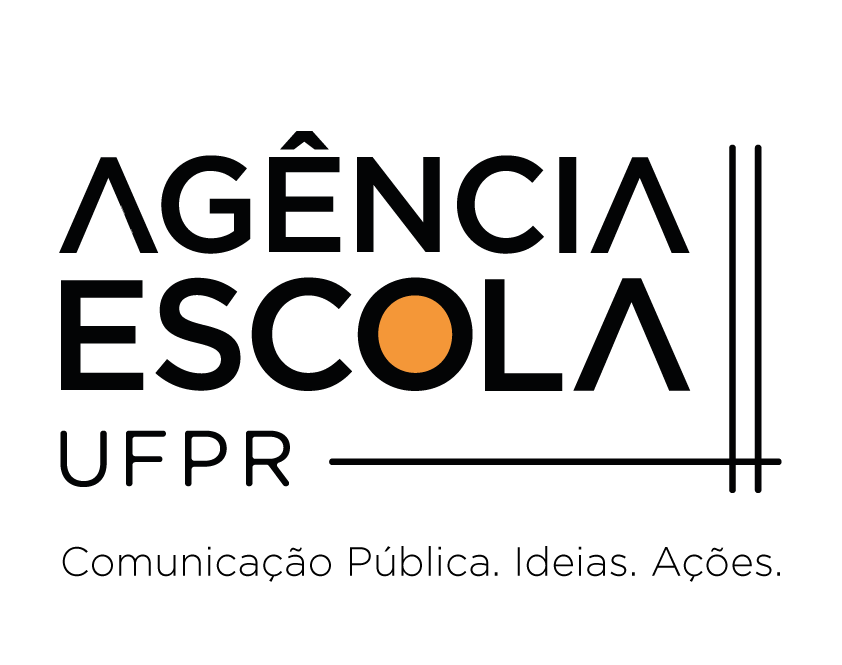 AGÊNCIA
ESCOLA
UFPR
Comunicação Pública. Ideias. Ações.